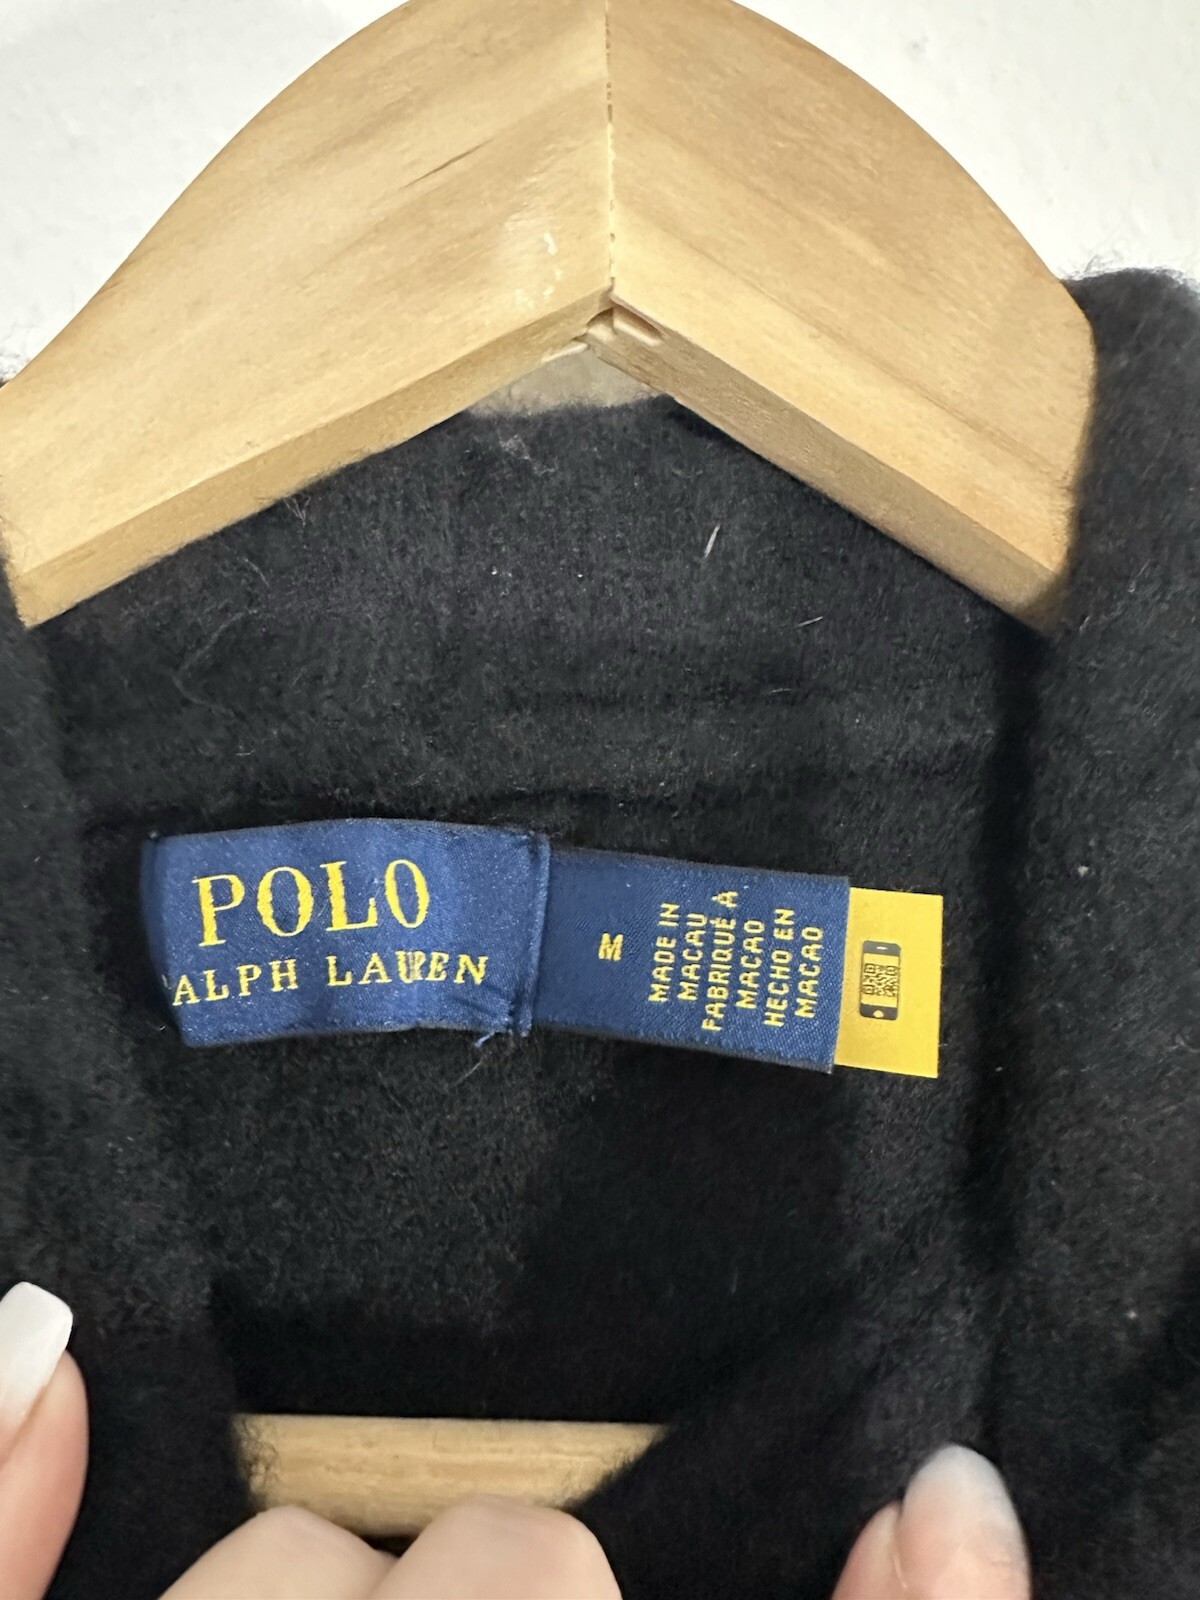 POLO
RALPH LAUREN
M
MADE IN
MACAU
FABRIQUÉ À
MACAO
HECHO EN
MACAO